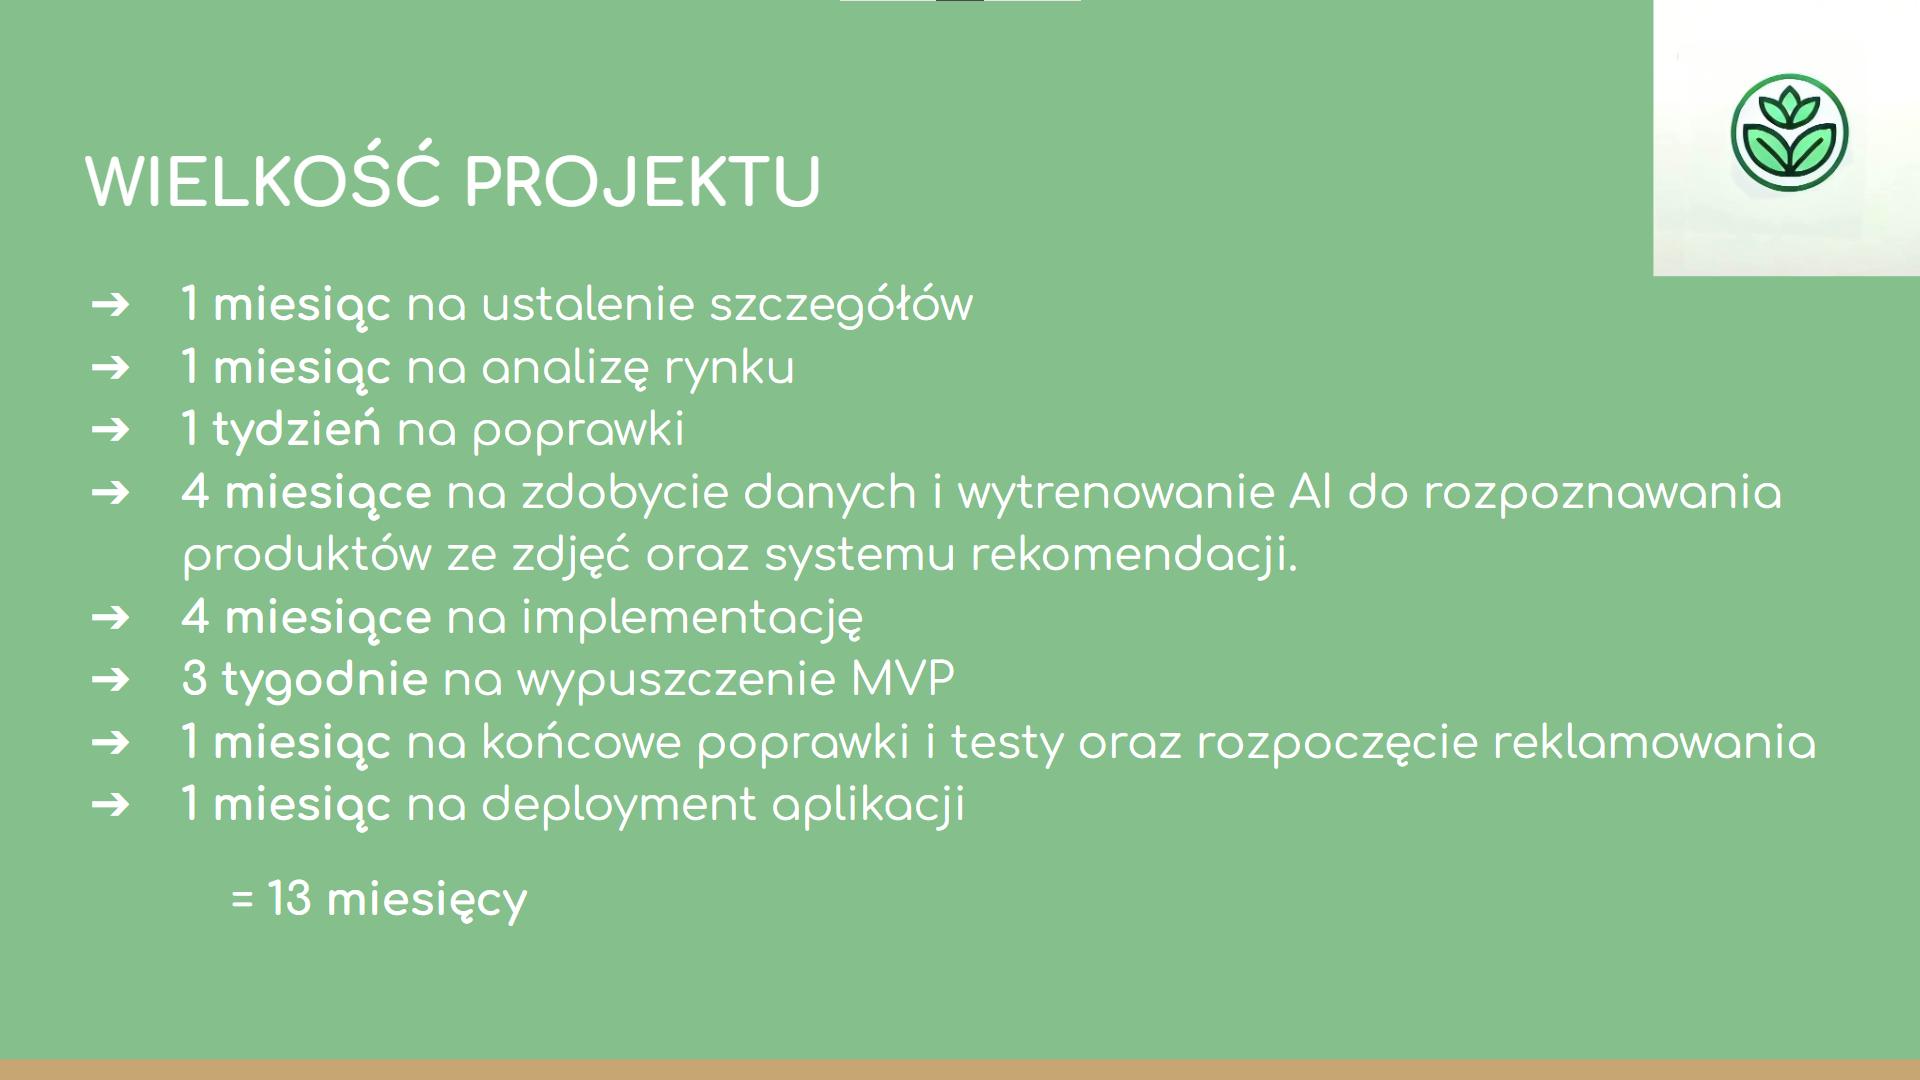 WIELKOŚĆ PROJEKTU
➔ 1 miesiąc na ustalenie szczegółów
➔ 1 miesiąc na analizę rynku
➔ 1 tydzień na poprawki
➔ 4 miesiące na zdobycie danych i wytrenowanie AI do rozpoznawania
produktów ze zdjęć oraz systemu rekomendacji.
➔ 4 miesiące na implementację
➔ 3 tygodnie na wypuszczenie MVP
➔ 1 miesiąc na końcowe poprawki i testy oraz rozpoczęcie reklamowania
➔ 1 miesiąc na deployment aplikacji
= 13 miesięcy